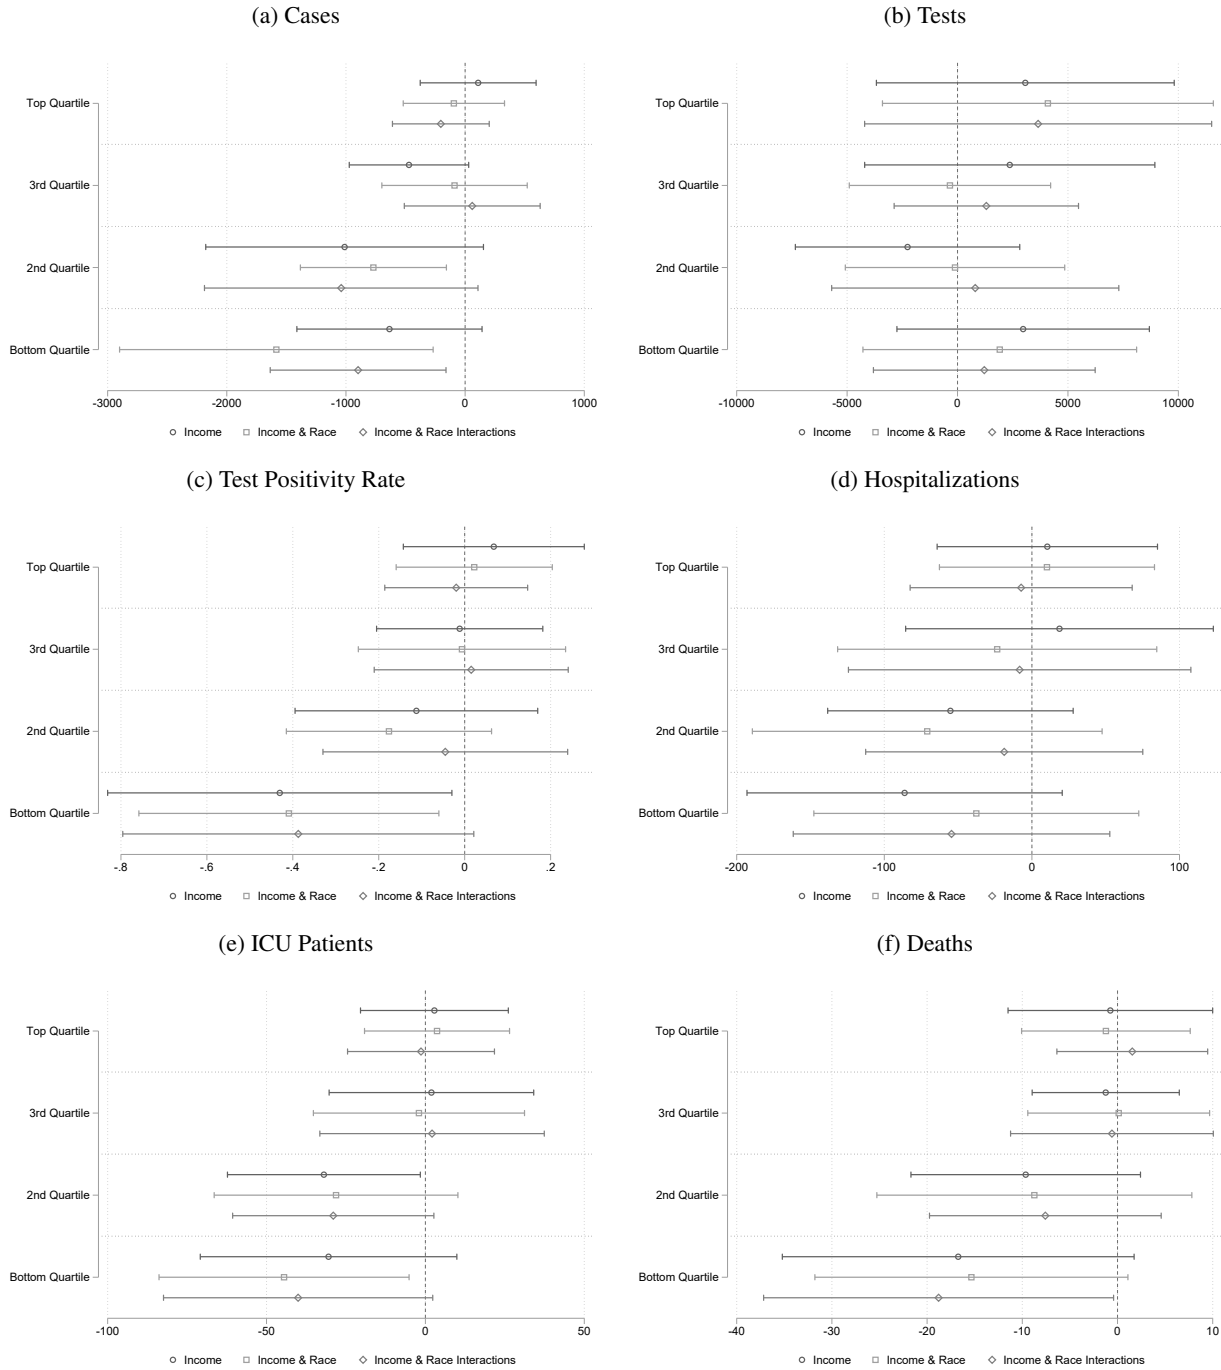 (a) Cases
Top Quartile
3rd Quartile
2nd Quartile
Bottom Quartile
-3000 -2000 -1000 0 1000
Income Income & Race Income & Race Interactions
(b) Tests
Top Quartile
3rd Quartile
2nd Quartile
Bottom Quartile
-10000 -5000 0 5000 10000
Income Income & Race Income & Race Interactions
(c) Test Positivity Rate
Top Quartile
3rd Quartile
2nd Quartile
Bottom Quartile
-.8 -.6 -.4 -.2 0 .2
Income Income & Race Income & Race Interactions
(d) Hospitalizations
Top Quartile
3rd Quartile
2nd Quartile
Bottom Quartile
-200 -100 0 100
Income Income & Race Income & Race Interactions
(e) ICU Patients
Top Quartile
3rd Quartile
2nd Quartile
Bottom Quartile
-100 -50 0 50
Income Income & Race Income & Race Interactions
(f) Deaths
Top Quartile
3rd Quartile
2nd Quartile
Bottom Quartile
-40 -30 -20 -10 0 10
Income Income & Race Income & Race Interactions